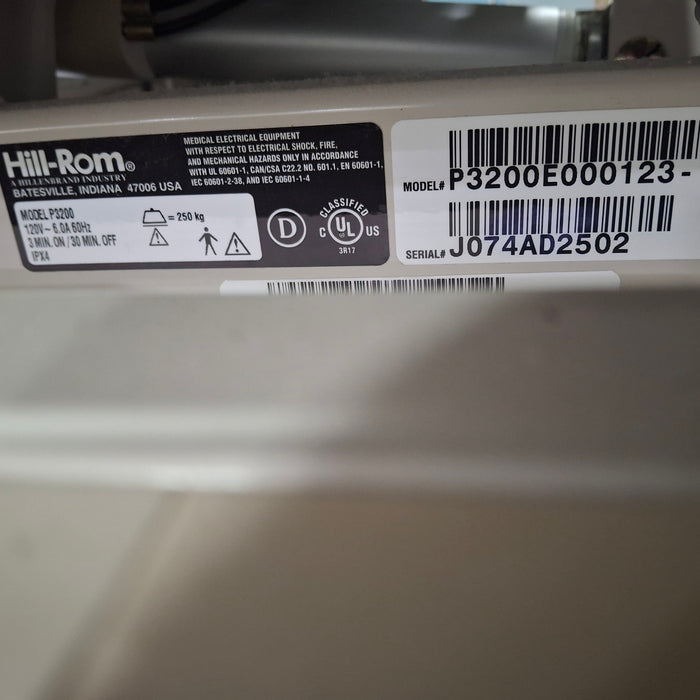 Hill-Rom®
A HILLENBRAND INDUSTRY
BATESVILLE, INDIANA 47006 USA
MEDICAL ELECTRICAL EQUIPMENT
WITH RESPECT TO ELECTRICAL SHOCK, FIRE,
AND MECHANICAL HAZARDS ONLY IN ACCORDANCE
WITH UL 60601-1, CAN/CSA C22.2 NO. 601.1, EN 60601-1,
IEC 60601-2-38, AND IEC 60601-1-4
MODEL P3200
120V~ 6.0A 60Hz
3 MIN. ON / 30 MIN. OFF
IPX4
= 250 kg
D
CLASSIFIED
C UL US
3R17
MODEL# P3200E000123-
SERIAL# J074AD2502